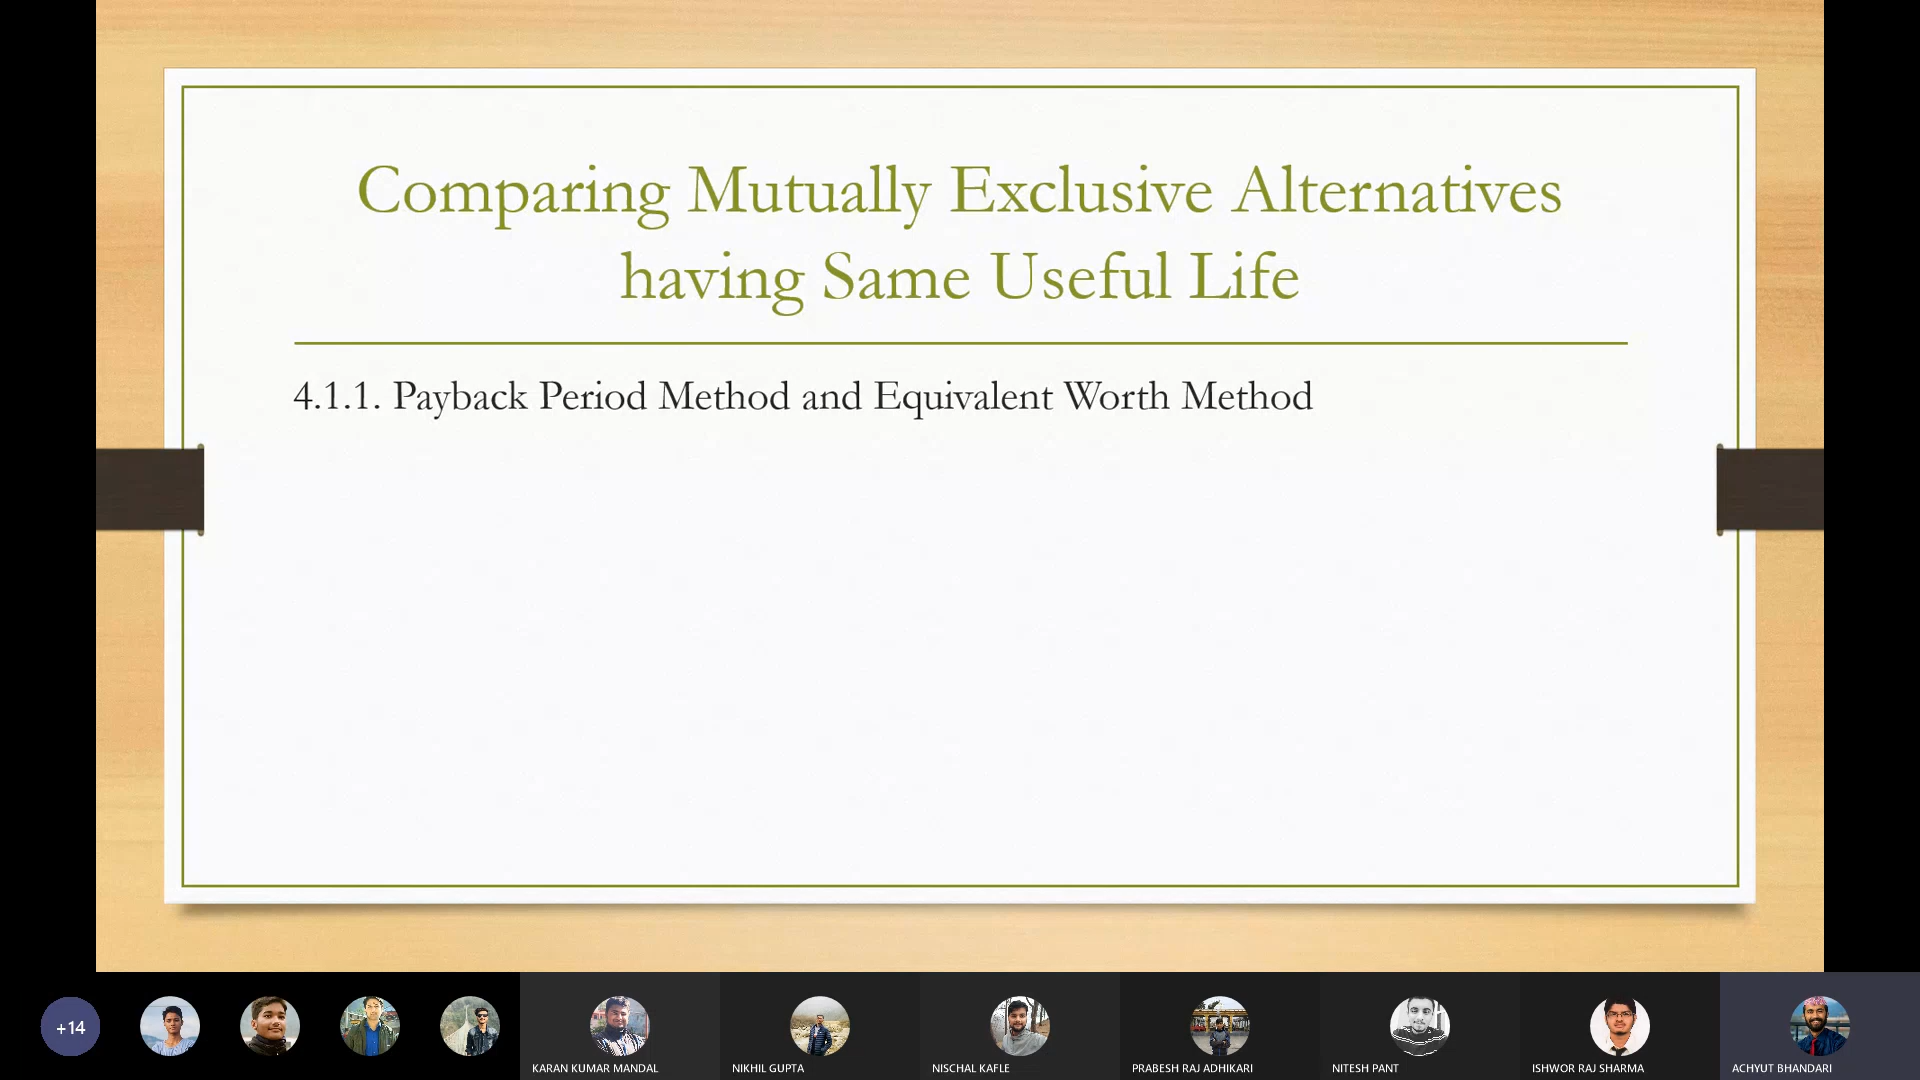 Comparing Mutually Exclusive Alternatives
having Same Useful Life
4.1.1. Payback Period Method and Equivalent Worth Method
+14
KARAN KUMAR MANDAL
NIKHIL GUPTA
NISCHAL KAFLE
PRABESH RAJ ADHIKARI
NITESH PANT
ISHWOR RAJ SHARMA
ACHYUT BHANDARI